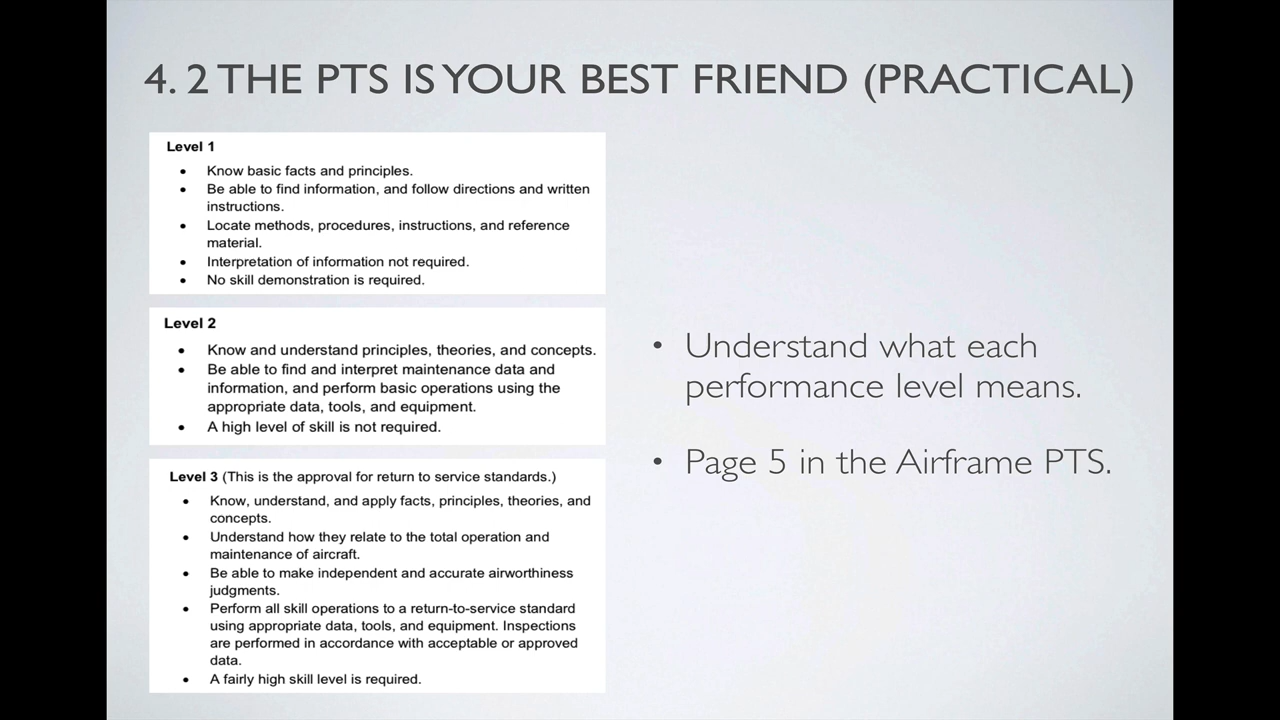 4. 2 THE PTS IS YOUR BEST FRIEND (PRACTICAL)
Level 1
• Know basic facts and principles.
• Be able to find information, and follow directions and written
instructions.
• Locate methods, procedures, instructions, and reference
material.
• Interpretation of information not required.
• No skill demonstration is required.
Level 2
• Know and understand principles, theories, and concepts.
• Be able to find and interpret maintenance data and
information, and perform basic operations using the
appropriate data, tools, and equipment.
• A high level of skill is not required.
Level 3 (This is the approval for return to service standards.)
• Know, understand, and apply facts, principles, theories, and
concepts.
• Understand how they relate to the total operation and
maintenance of aircraft.
• Be able to make independent and accurate airworthiness
judgments.
• Perform all skill operations to a return-to-service standard
using appropriate data, tools, and equipment. Inspections
are performed in accordance with acceptable or approved
data.
• A fairly high skill level is required.
• Understand what each
performance level means.
• Page 5 in the Airframe PTS.